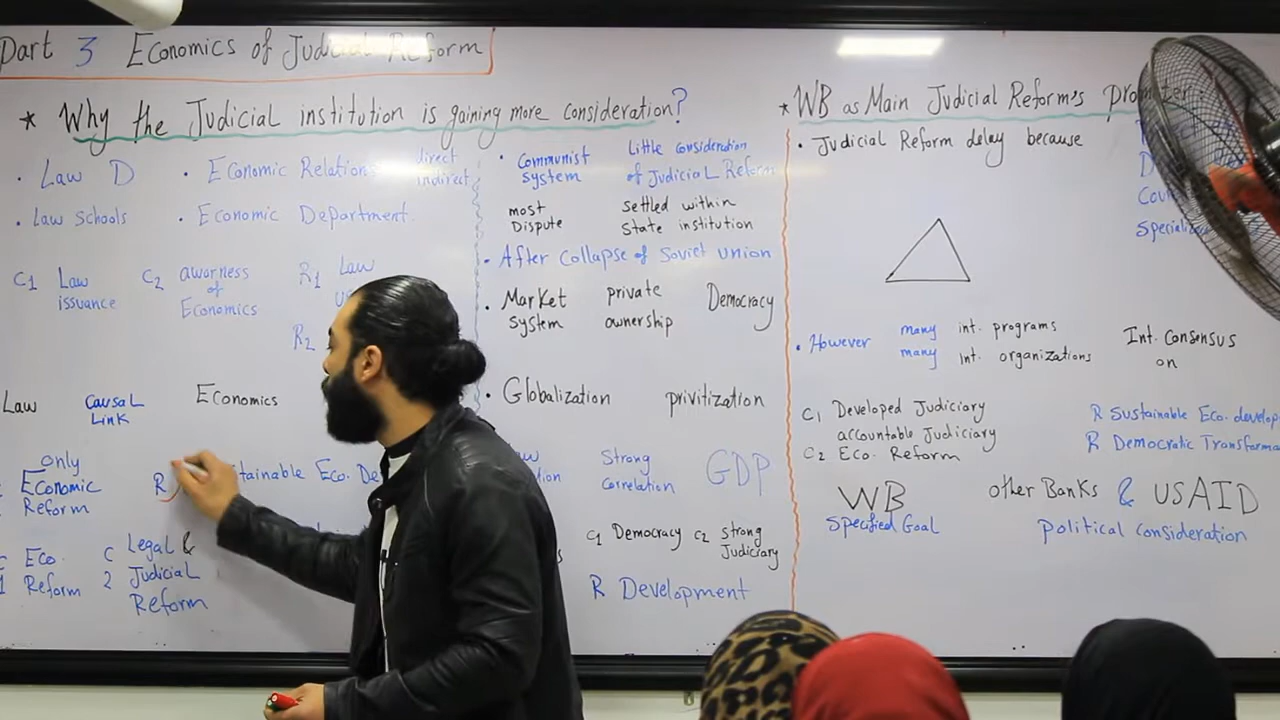 Part 3 Economics of Judicial Reform
* Why the Judicial institution is gaining more consideration?
• Law D • Economic Relations direct indirect
• Law schools • Economic Department
C1 Law issuance C2 awarness of Economics R1 Law
R2
Law causal Link Economics
only Economic Reform R stainable Eco. De
C1 Eco. Reform C2 Legal & Judicial Reform
• Communist system Little consideration of Judicial Reform
most Dispute settled within state institution
• After collapse of Soviet union
• Market system private ownership Democracy
• Globalization privitization
Strong correlation GDP
C1 Democracy C2 strong Judiciary
R Development
* WB as Main Judicial Reform's
• Judicial Reform delay because
• However many int. programs
many int. organizations
Int. consensus on
C1 Developed Judiciary
accountable Judiciary
C2 Eco. Reform
R Sustainable Eco. develop
R Democratic Transforma
WB other Banks & USAID
Specified Goal Political consideration